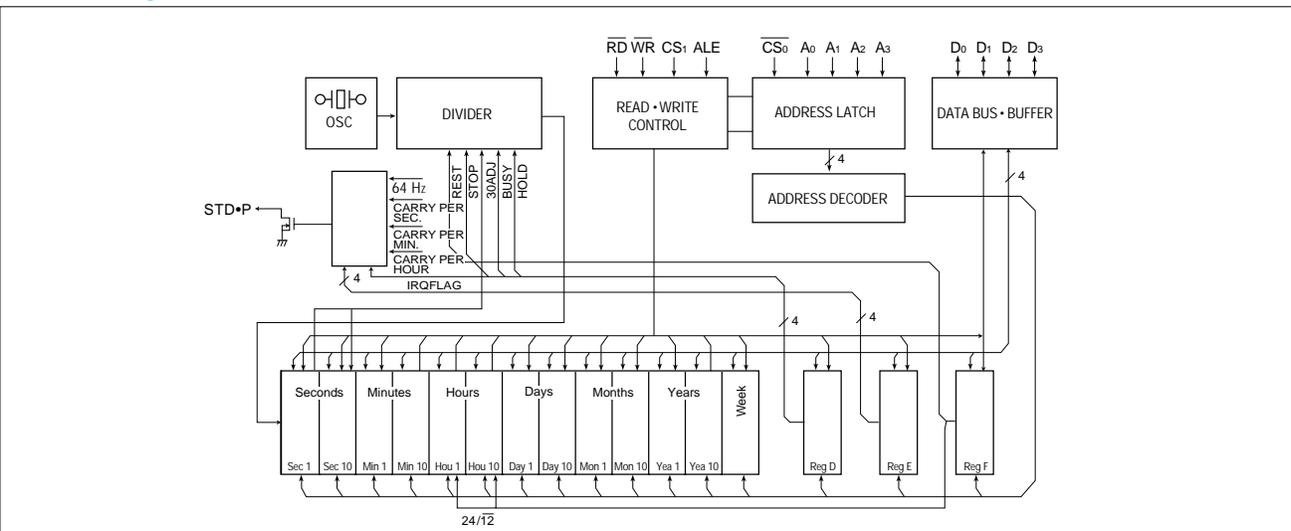 R̅D̅ W̅R̅ CS₁ ALE
C̅S̅₀ A₀ A₁ A₂ A₃
D₀ D₁ D₂ D₃
OSC
DIVIDER
READ • WRITE
CONTROL
ADDRESS LATCH
DATA BUS • BUFFER
4
4
ADDRESS DECODER
REST
STOP
30ADJ
BUSY
HOLD
STD•P
64 Hz
CARRY PER
SEC.
CARRY PER
MIN.
CARRY PER
HOUR
4
IRQFLAG
4
4
Seconds
Minutes
Hours
Days
Months
Years
Week
Sec 1
Sec 10
Min 1
Min 10
Hou 1
Hou 10
Day 1
Day 10
Mon 1
Mon 10
Yea 1
Yea 10
Reg D
Reg E
Reg F
24/1̅2̅